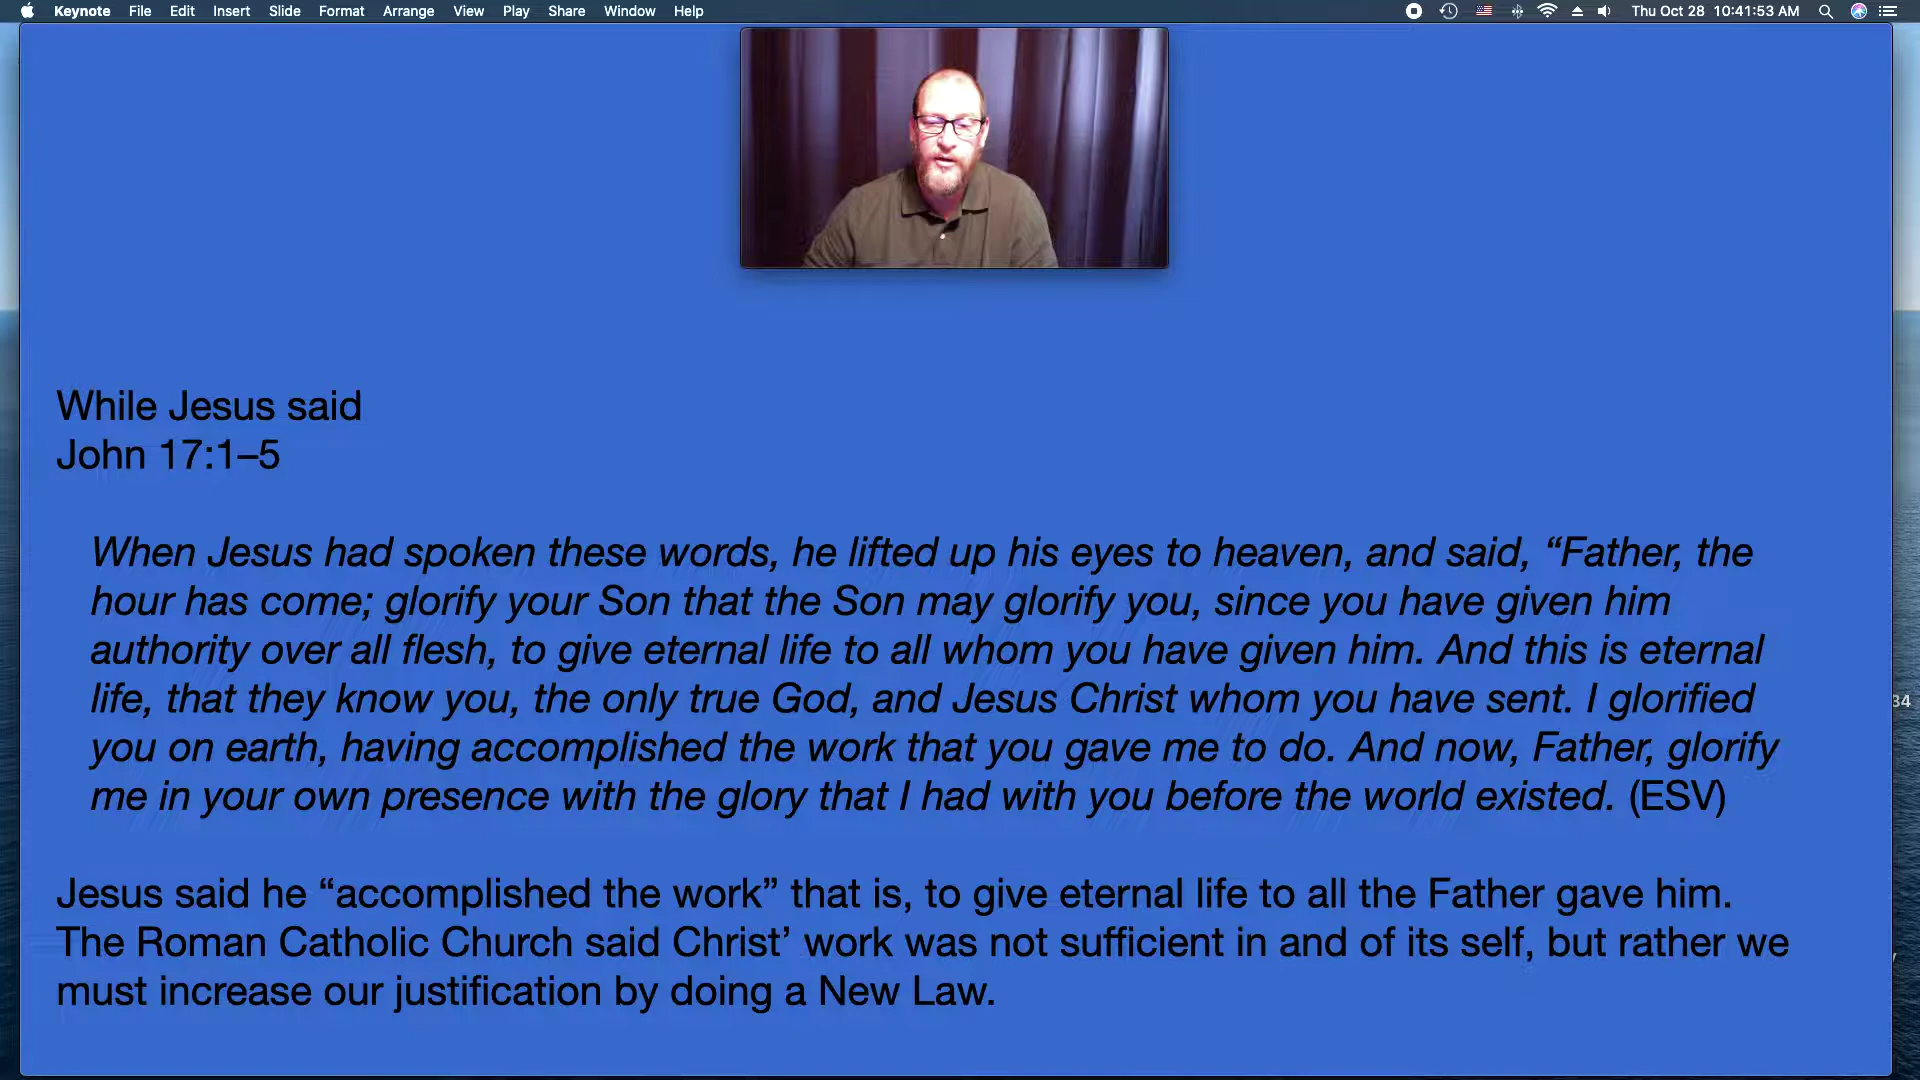 Keynote File Edit Insert Slide Format Arrange View Play Share Window Help Thu Oct 28 10:41:53 AM
While Jesus said
John 17:1–5
When Jesus had spoken these words, he lifted up his eyes to heaven, and said, “Father, the
hour has come; glorify your Son that the Son may glorify you, since you have given him
authority over all flesh, to give eternal life to all whom you have given him. And this is eternal
life, that they know you, the only true God, and Jesus Christ whom you have sent. I glorified
34
you on earth, having accomplished the work that you gave me to do. And now, Father, glorify
me in your own presence with the glory that I had with you before the world existed. (ESV)
Jesus said he “accomplished the work” that is, to give eternal life to all the Father gave him.
The Roman Catholic Church said Christ’ work was not sufficient in and of its self, but rather we
must increase our justification by doing a New Law.